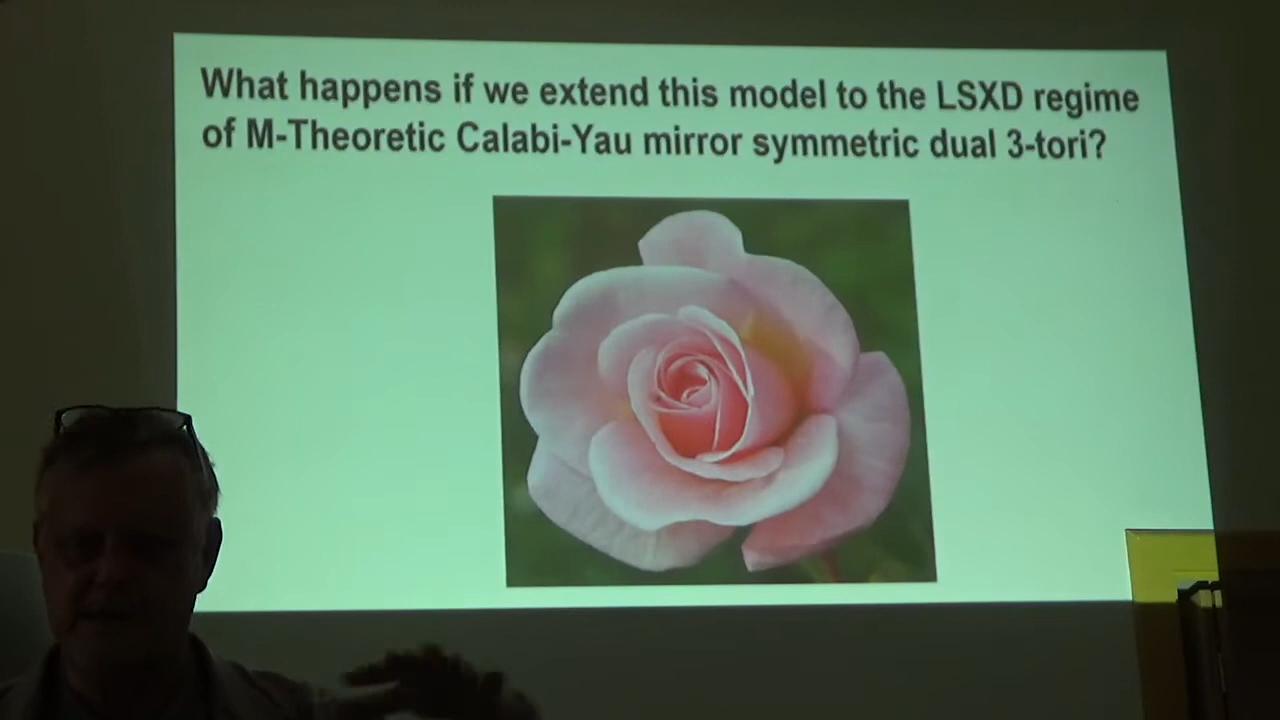 What happens if we extend this model to the LSXD regime
of M-Theoretic Calabi-Yau mirror symmetric dual 3-tori?